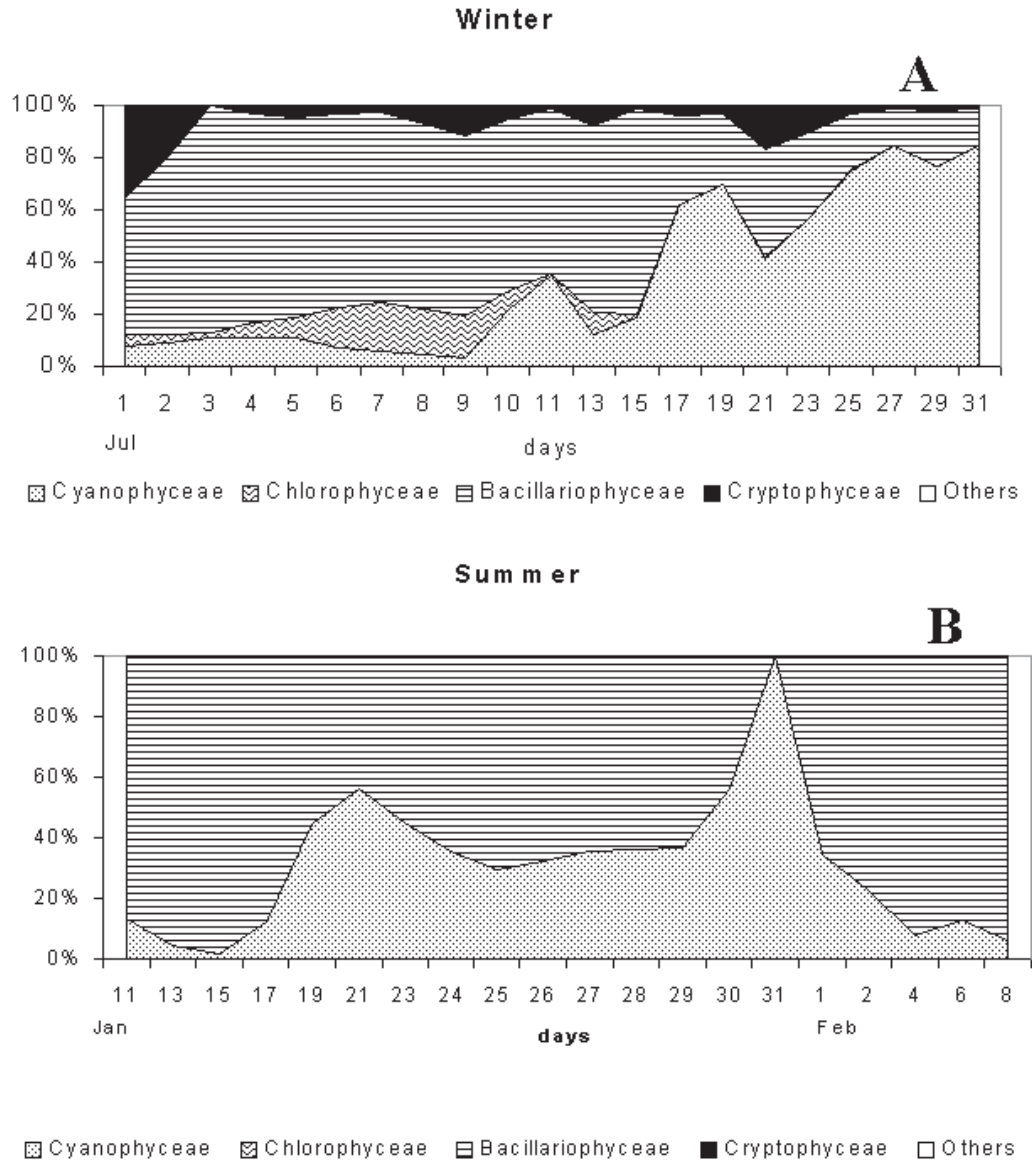 Winter
A
100%
80%
60%
40%
20%
0%
1 2 3 4 5 6 7 8 9 10 11 13 15 17 19 21 23 25 27 29 31
Jul
days
Cyanophyceae Chlorophyceae Bacillariophyceae Cryptophyceae Others
Summer
B
100%
80%
60%
40%
20%
0%
11 13 15 17 19 21 23 24 25 26 27 28 29 30 31 1 2 4 6 8
Jan Feb
days
Cyanophyceae Chlorophyceae Bacillariophyceae Cryptophyceae Others